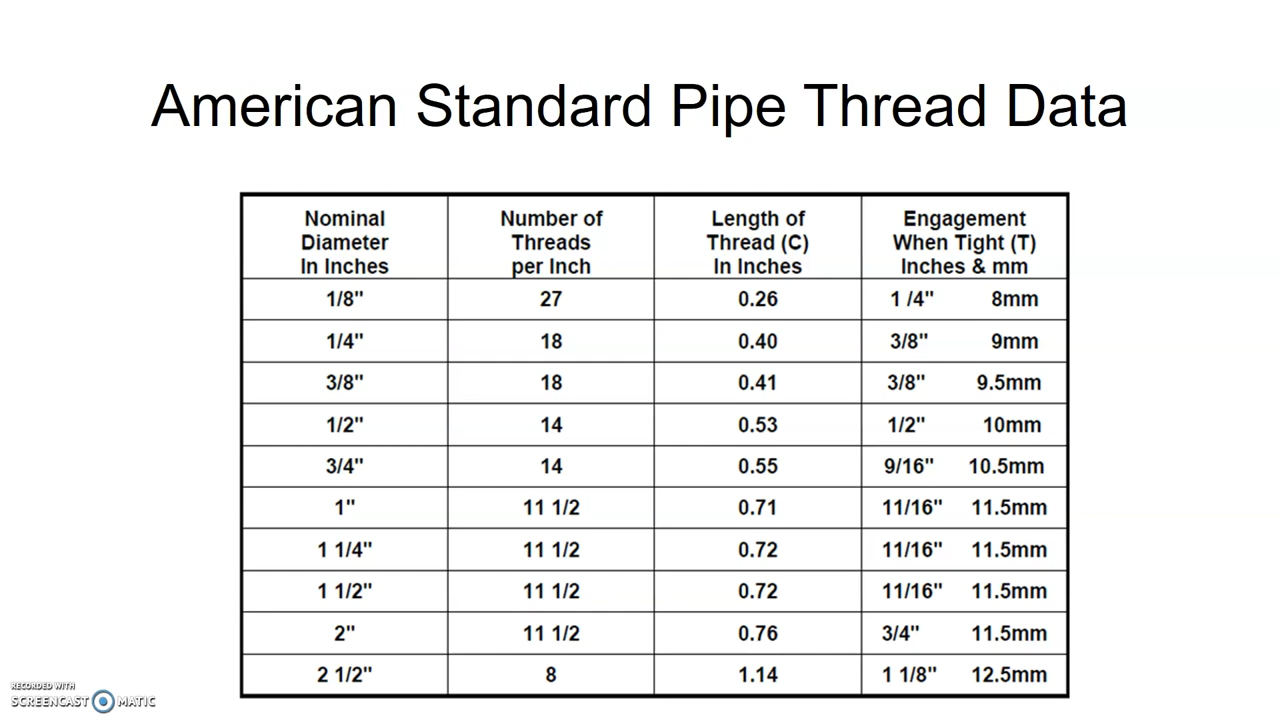 American Standard Pipe Thread Data
Nominal Diameter In Inches | Number of Threads per Inch | Length of Thread (C) In Inches | Engagement When Tight (T) Inches & mm
1/8" | 27 | 0.26 | 1 /4" 8mm
1/4" | 18 | 0.40 | 3/8" 9mm
3/8" | 18 | 0.41 | 3/8" 9.5mm
1/2" | 14 | 0.53 | 1/2" 10mm
3/4" | 14 | 0.55 | 9/16" 10.5mm
1" | 11 1/2 | 0.71 | 11/16" 11.5mm
1 1/4" | 11 1/2 | 0.72 | 11/16" 11.5mm
1 1/2" | 11 1/2 | 0.72 | 11/16" 11.5mm
2" | 11 1/2 | 0.76 | 3/4" 11.5mm
2 1/2" | 8 | 1.14 | 1 1/8" 12.5mm
RECORDED WITH
SCREENCAST MATIC